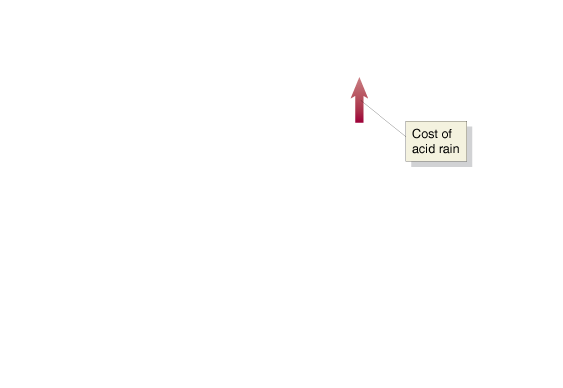 Cost of
acid rain